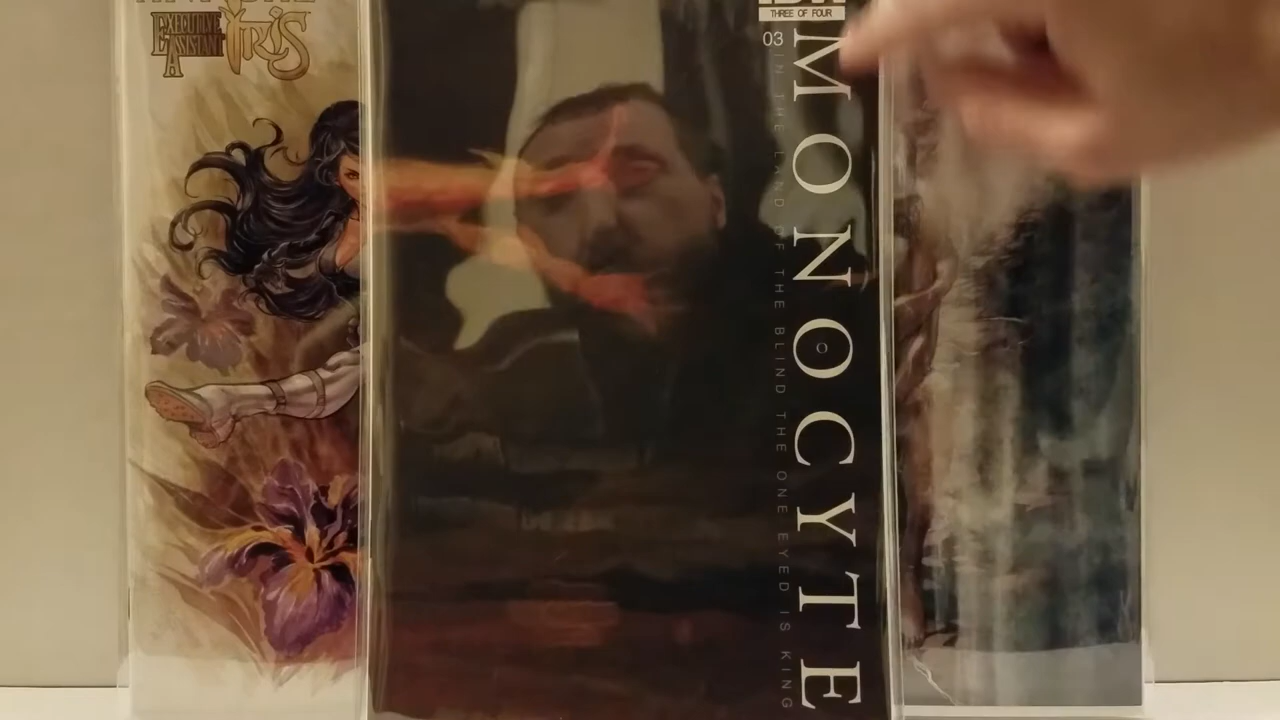 EXECUTIVE
ASSISTANT
IRIS
THREE OF FOUR
03
MONOCYTE
IN THE LAND OF THE BLIND THE ONE EYED IS KING